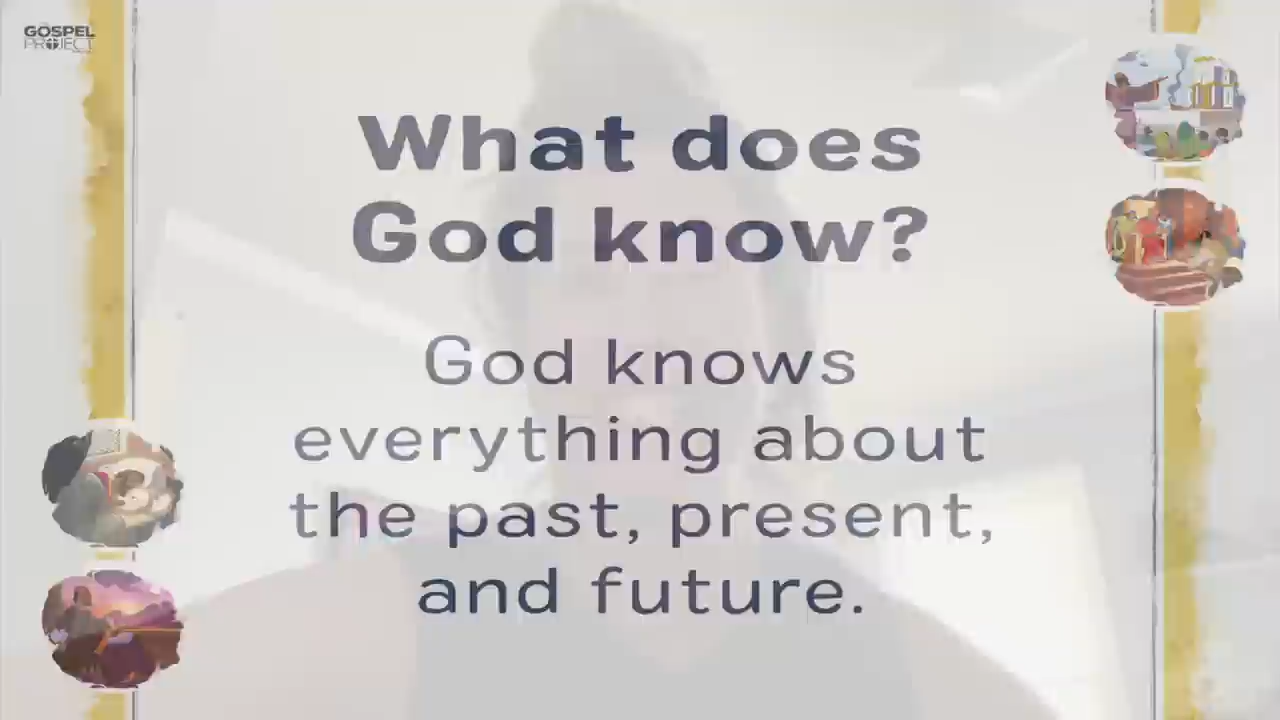 GOSPEL
PROJECT
What does
God know?
God knows
everything about
the past, present,
and future.